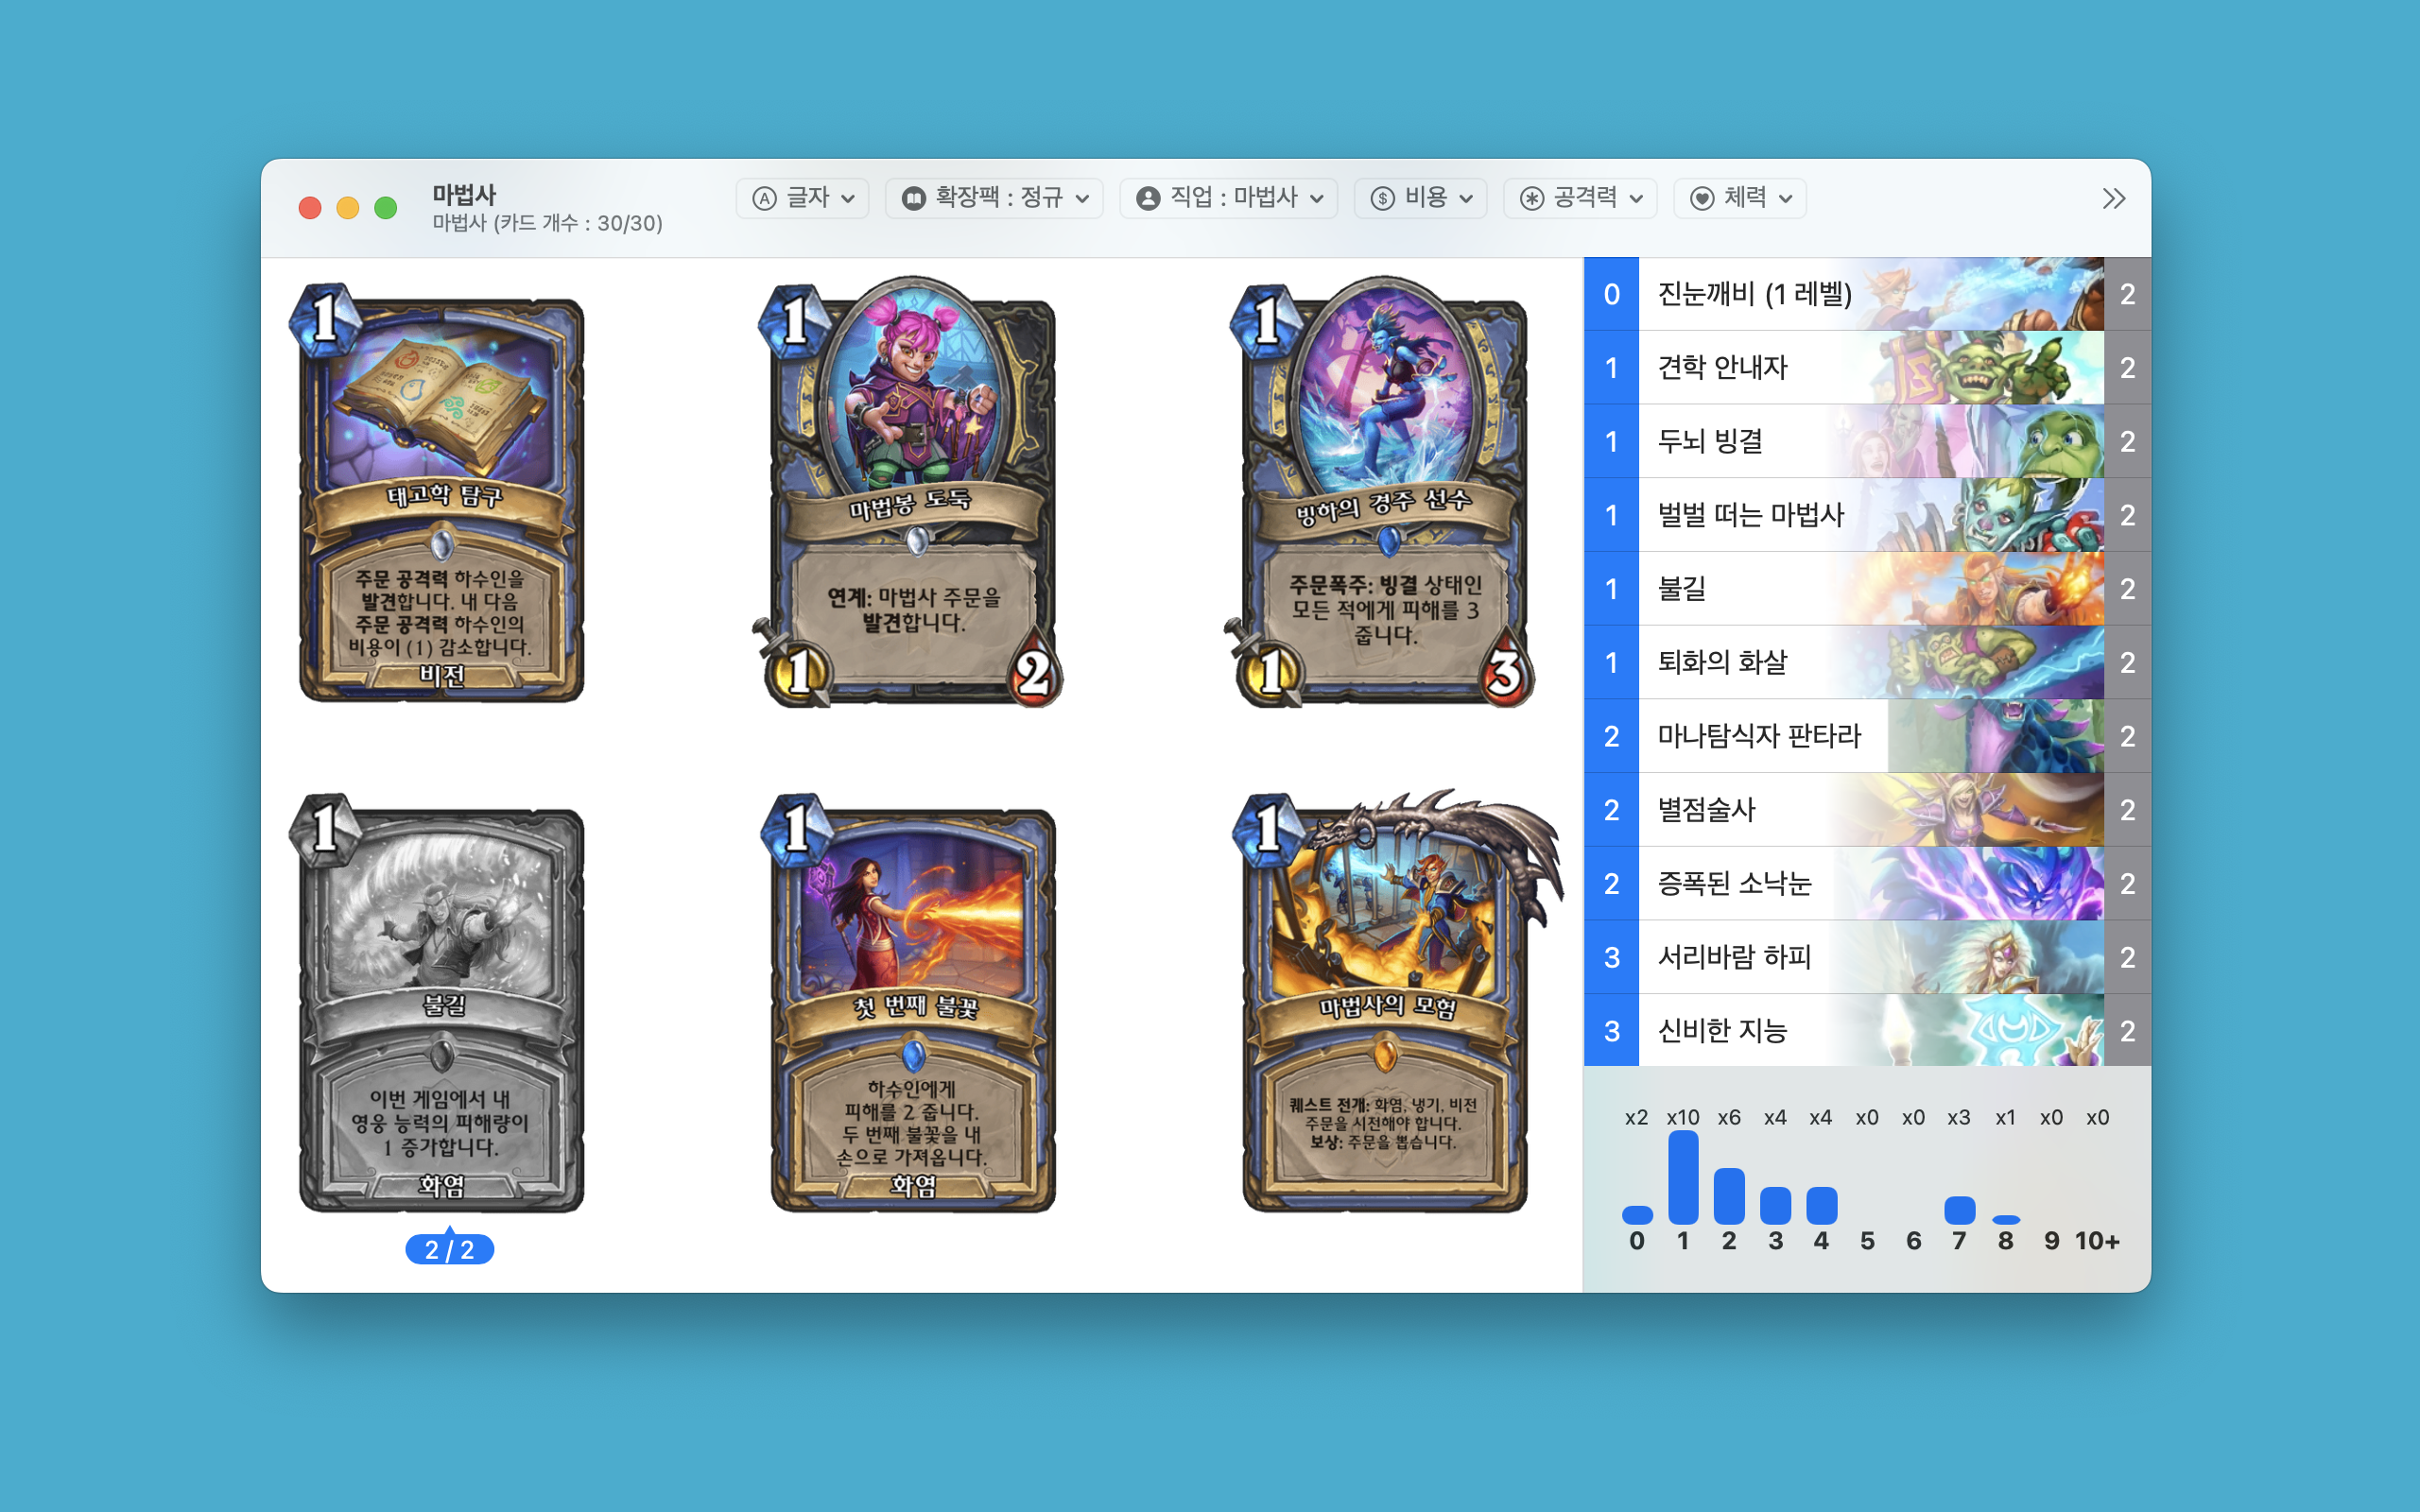 마법사
마법사 (카드 개수 : 30/30)
글자
확장팩 : 정규
직업 : 마법사
비용
공격력
체력
1
태고학 탐구
주문 공격력 하수인을
발견합니다. 내 다음
주문 공격력 하수인의
비용이 (1) 감소합니다.
비전
1
마법봉 도둑
연계: 마법사 주문을
발견합니다.
1
2
1
빙하의 경주 선수
주문폭주: 빙결 상태인
모든 적에게 피해를 3
줍니다.
1
3
1
불길
이번 게임에서 내
영웅 능력의 피해량이
1 증가합니다.
화염
2 / 2
1
첫 번째 불꽃
하수인에게
피해를 2 줍니다.
두 번째 불꽃을 내
손으로 가져옵니다.
화염
1
마법사의 모험
퀘스트 전개: 화염, 냉기, 비전
주문을 시전해야 합니다.
보상: 주문을 뽑습니다.
0 진눈깨비 (1 레벨) 2
1 견학 안내자 2
1 두뇌 빙결 2
1 벌벌 떠는 마법사 2
1 불길 2
1 퇴화의 화살 2
2 마나탐식자 판타라 2
2 별점술사 2
2 증폭된 소낙눈 2
3 서리바람 하피 2
3 신비한 지능 2
x2 x10 x6 x4 x4 x0 x0 x3 x1 x0 x0
0 1 2 3 4 5 6 7 8 9 10+